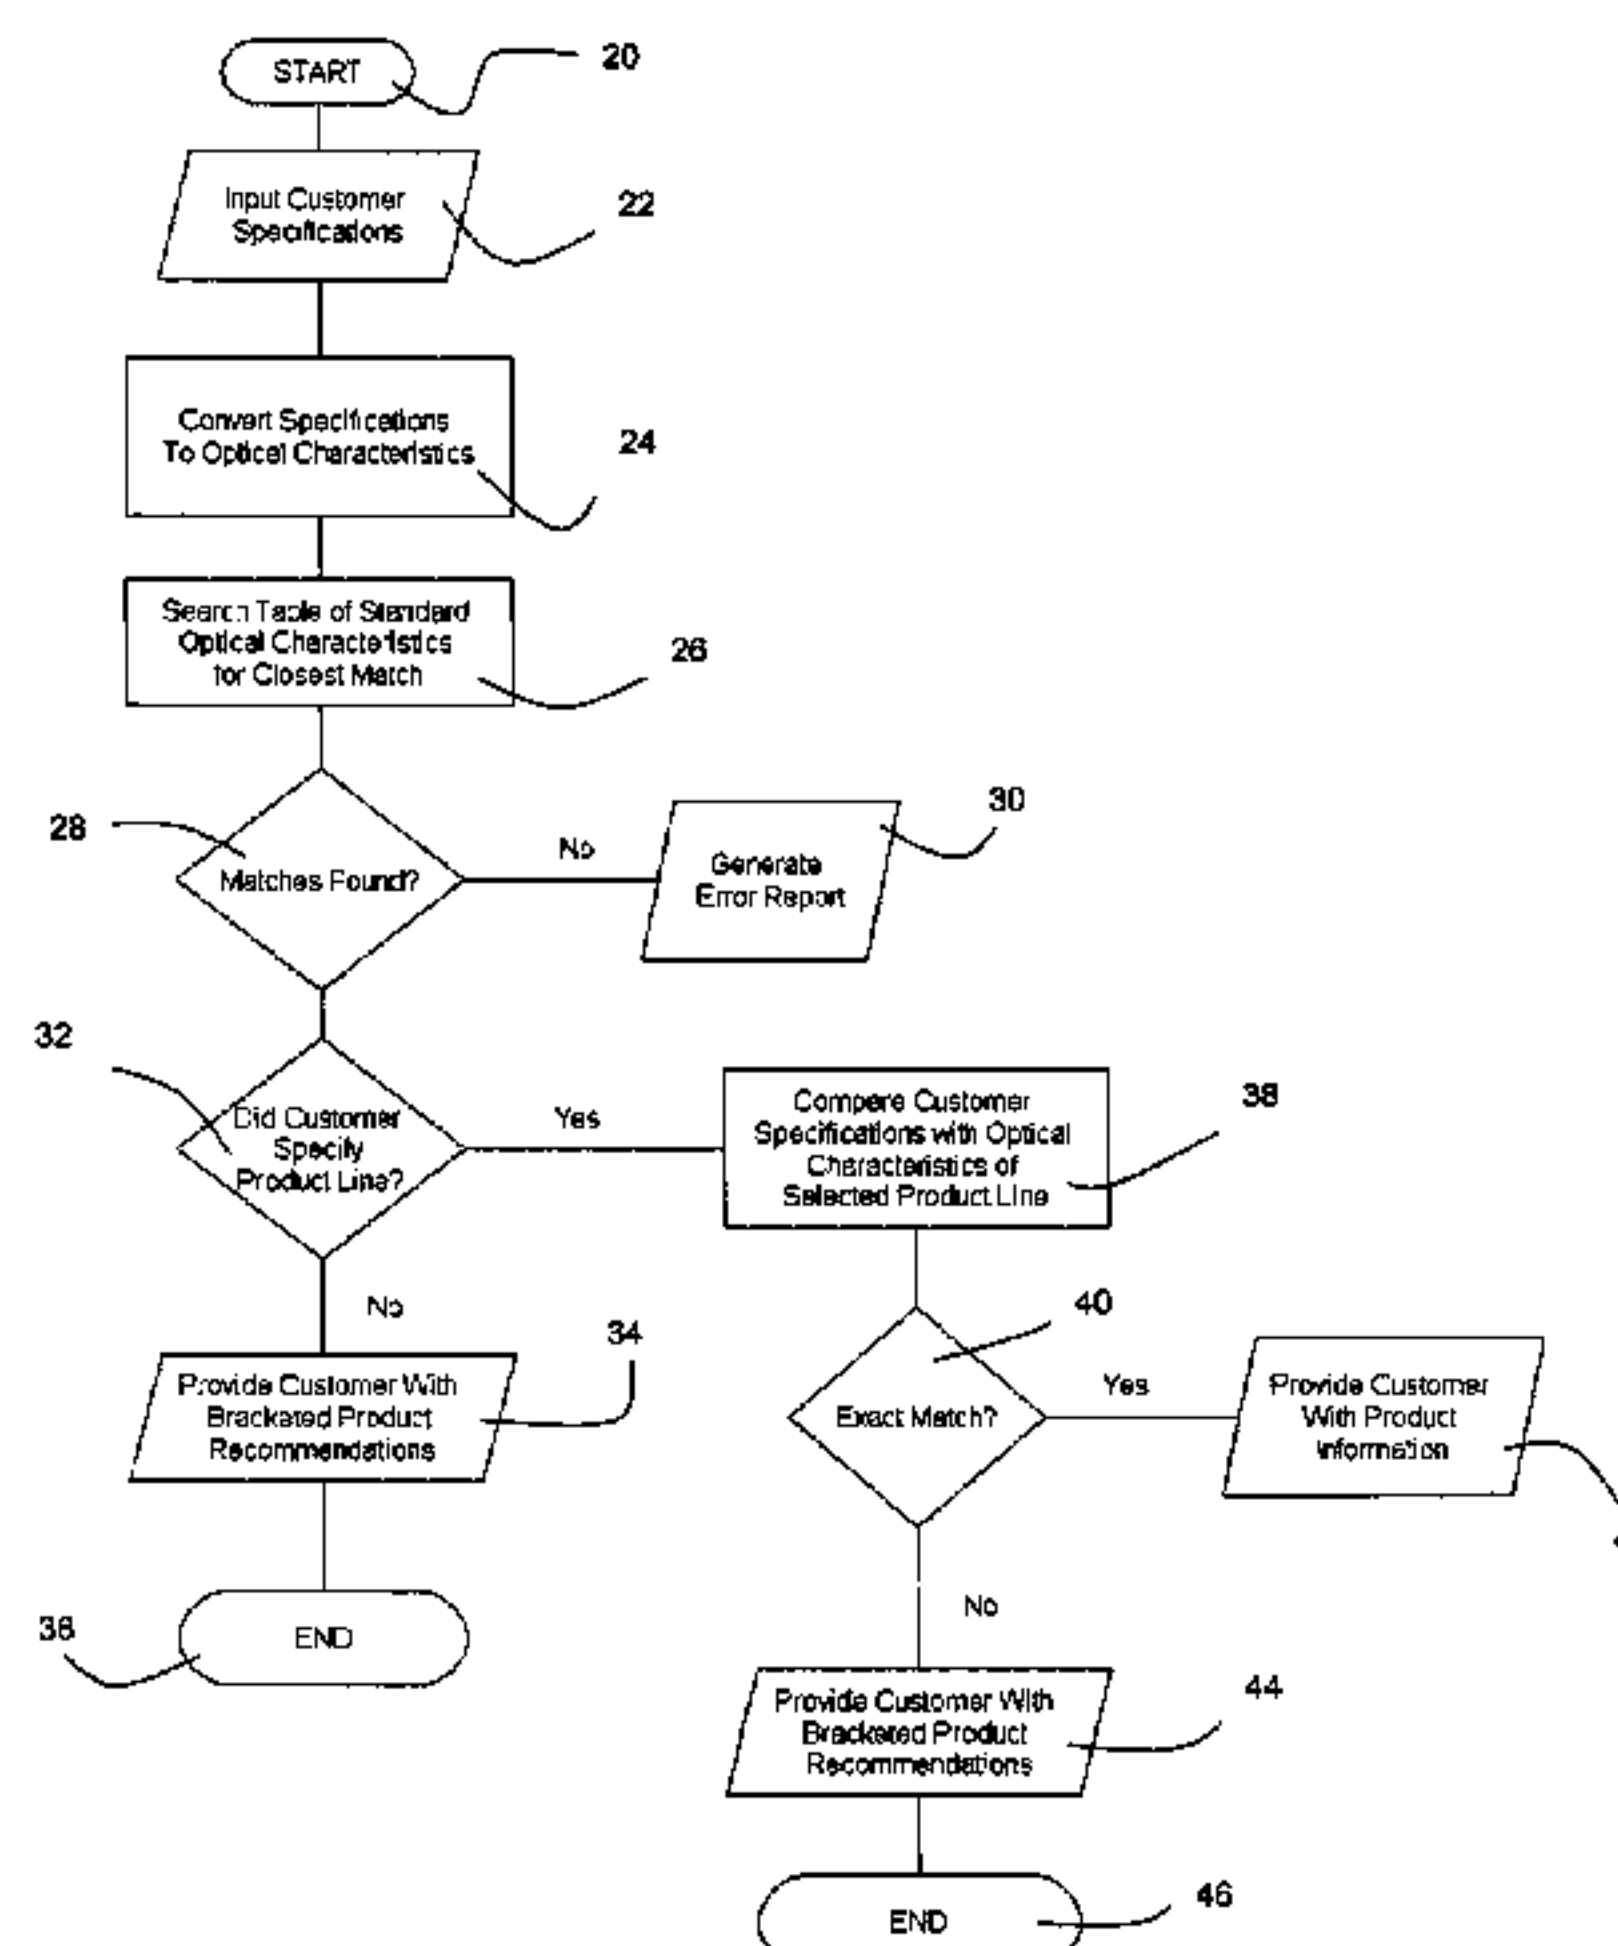 START
20
Input Customer
Specifications
22
Convert Specifications
To Optical Characteristics
24
Search Table of Standard
Optical Characteristics
for Closest Match
26
28
Matches Found?
No
Generate
Error Report
30
32
Did Customer
Specify
Product Line?
Yes
Compare Customer
Specifications with Optical
Characteristics of
Selected Product Line
38
No
34
Provide Customer With
Bracketed Product
Recommendations
40
Exact Match?
Yes
Provide Customer
With Product
Information
36
END
No
Provide Customer With
Bracketed Product
Recommendations
44
END
46